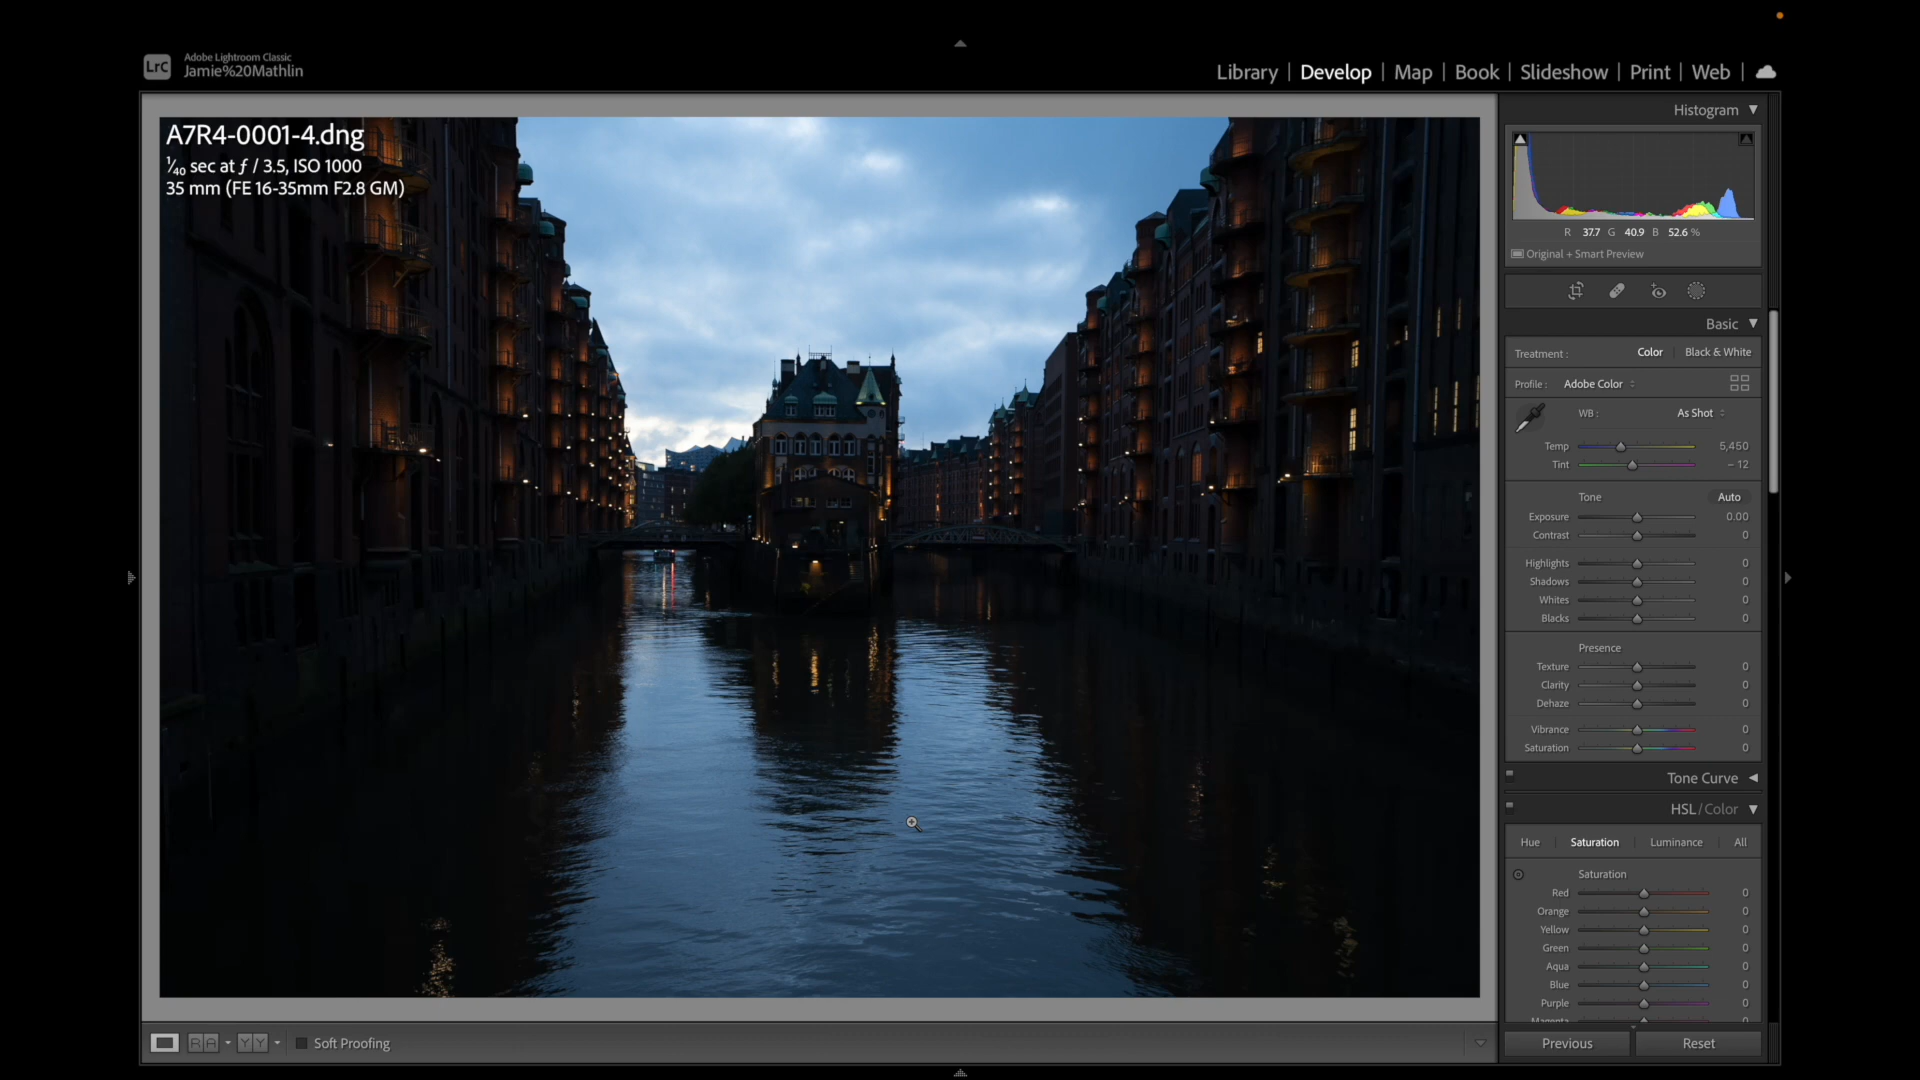 LrC
Adobe Lightroom Classic
Jamie%20Mathlin
Library | Develop | Map | Book | Slideshow | Print | Web |
A7R4-0001-4.dng
1/40 sec at ƒ / 3.5, ISO 1000
35 mm (FE 16-35mm F2.8 GM)
Histogram
R 37.7 G 40.9 B 52.6 %
Original + Smart Preview
Basic
Treatment : Color | Black & White
Profile : Adobe Color
WB : As Shot
Temp 5,450
Tint – 12
Tone Auto
Exposure 0.00
Contrast 0
Highlights 0
Shadows 0
Whites 0
Blacks 0
Presence
Texture 0
Clarity 0
Dehaze 0
Vibrance 0
Saturation 0
Tone Curve
HSL / Color
Hue Saturation Luminance All
Saturation
Red 0
Orange 0
Yellow 0
Green 0
Aqua 0
Blue 0
Purple 0
Magenta 0
R A Y Y Soft Proofing
Previous Reset